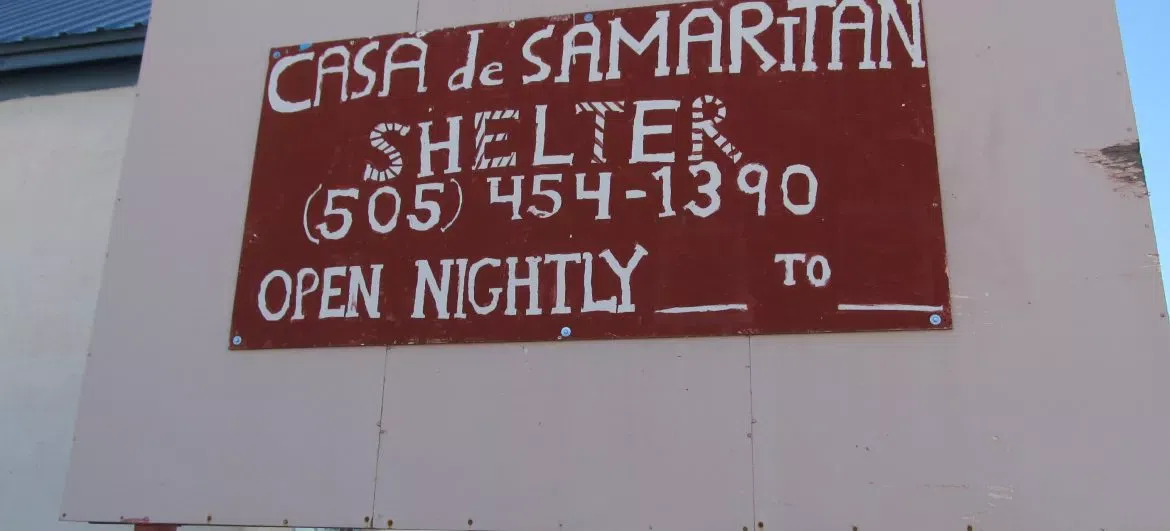 CASA de SAMARITAN
SHELTER
(505) 454-1390
OPEN NIGHTLY ___ TO ___